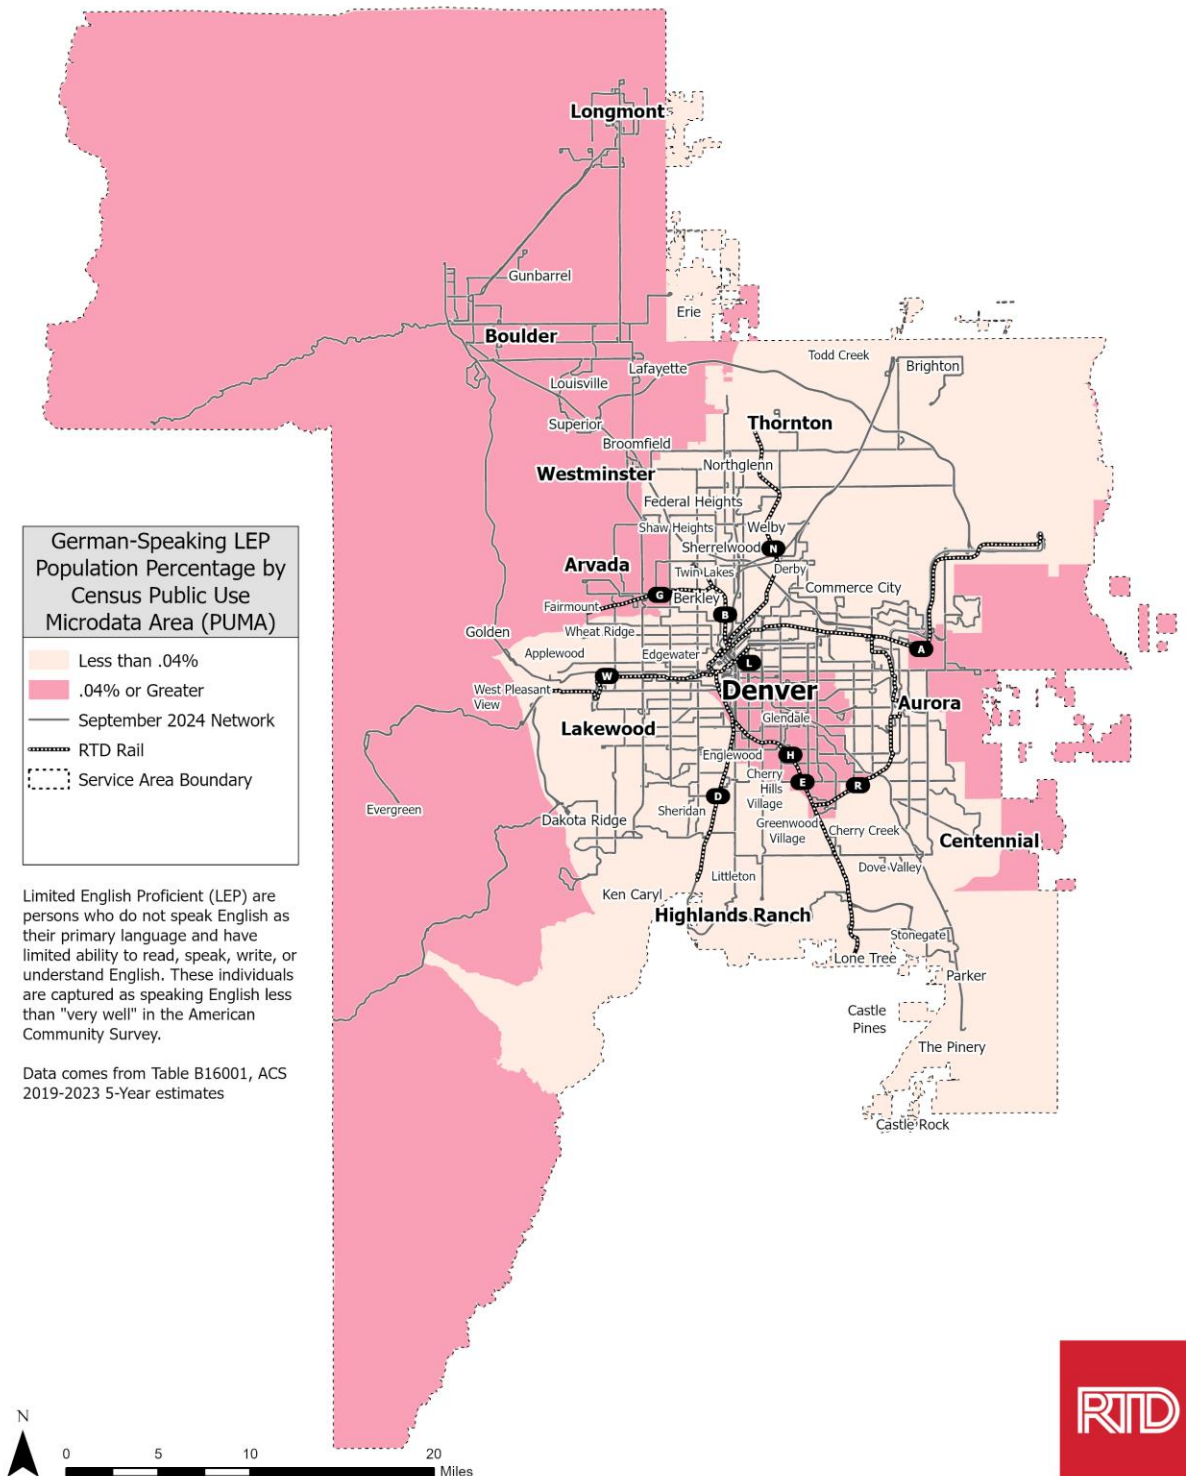 Longmont
Gunbarrel
Erie
Boulder
Todd Creek
Brighton
Lafayette
Louisville
Superior
Thornton
Broomfield
Northglenn
Westminster
Federal Heights
Shaw Heights
Welby
Sherrelwood
N
Arvada
Twin Lakes
Derby
Commerce City
G
Berkley
Fairmount
B
Golden
Wheat Ridge
Applewood
Edgewater
A
L
W
West Pleasant
View
Denver
Aurora
Glendale
Lakewood
Englewood
H
Cherry
Hills
Village
E
R
D
Evergreen
Sheridan
Dakota Ridge
Greenwood
Village
Cherry Creek
Centennial
Dove Valley
Littleton
Ken Caryl
Highlands Ranch
Stonegate
Lone Tree
Parker
Castle
Pines
The Pinery
Castle Rock
German-Speaking LEP
Population Percentage by
Census Public Use
Microdata Area (PUMA)
Less than .04%
.04% or Greater
September 2024 Network
RTD Rail
Service Area Boundary
Limited English Proficient (LEP) are
persons who do not speak English as
their primary language and have
limited ability to read, speak, write, or
understand English. These individuals
are captured as speaking English less
than "very well" in the American
Community Survey.
Data comes from Table B16001, ACS
2019-2023 5-Year estimates
N
0 5 10 20
Miles
RTD